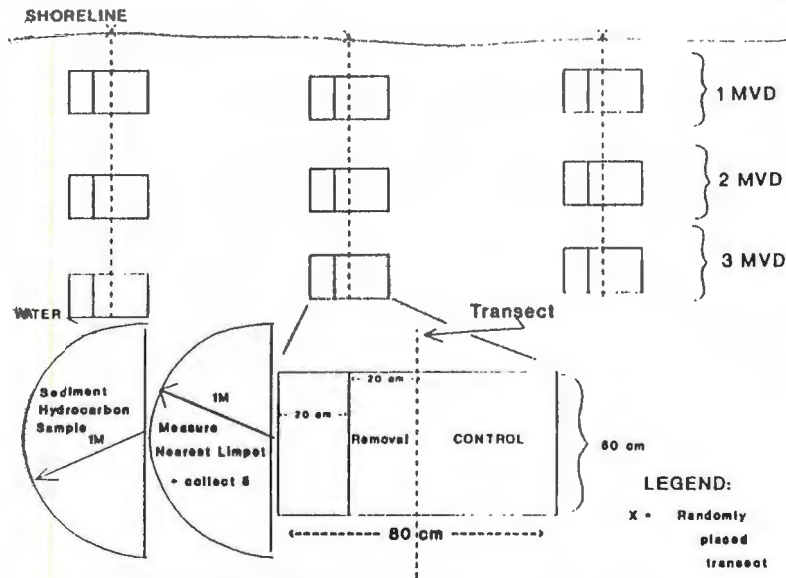 SHORELINE
X X X
1 MVD
2 MVD
3 MVD
WATER
Transect
Sediment
Hydrocarbon
Sample
1M
1M
Measure
Nearest Limpet
+ collect 5
20 cm
20 cm
Removal
CONTROL
60 cm
80 cm
LEGEND:
X = Randomly
placed
transect